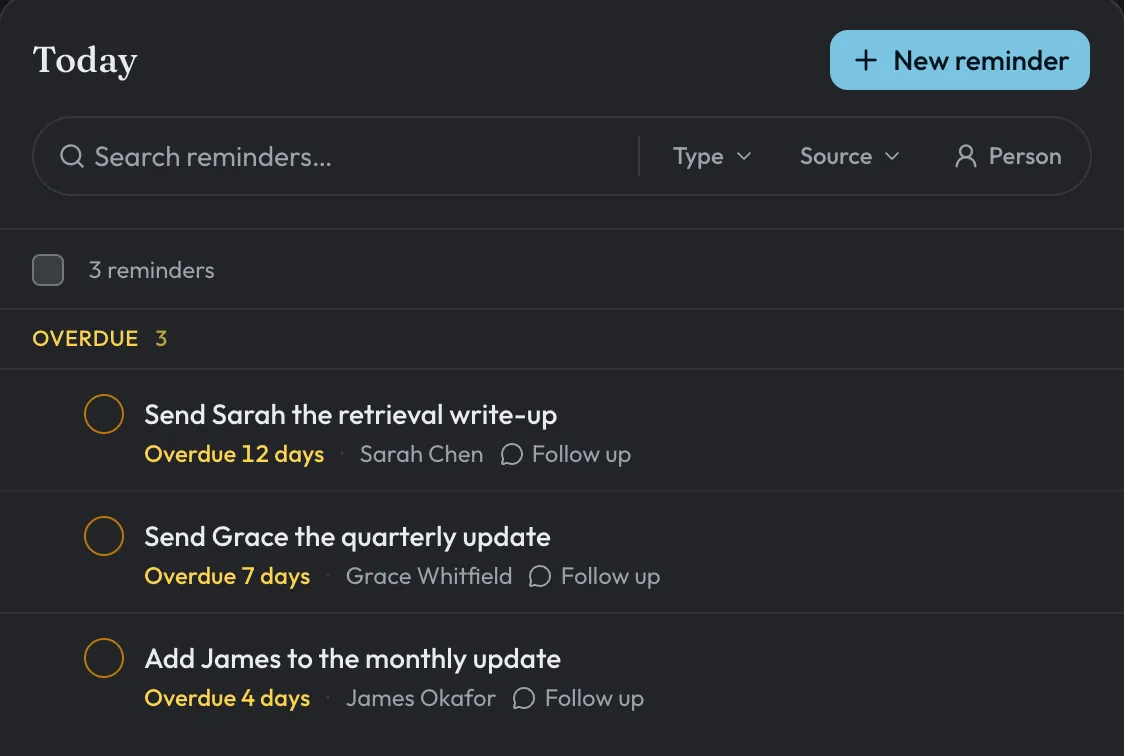 Today
+ New reminder
Search reminders...
Type
Source
Person
3 reminders
OVERDUE 3
Send Sarah the retrieval write-up
Overdue 12 days · Sarah Chen Follow up
Send Grace the quarterly update
Overdue 7 days · Grace Whitfield Follow up
Add James to the monthly update
Overdue 4 days · James Okafor Follow up